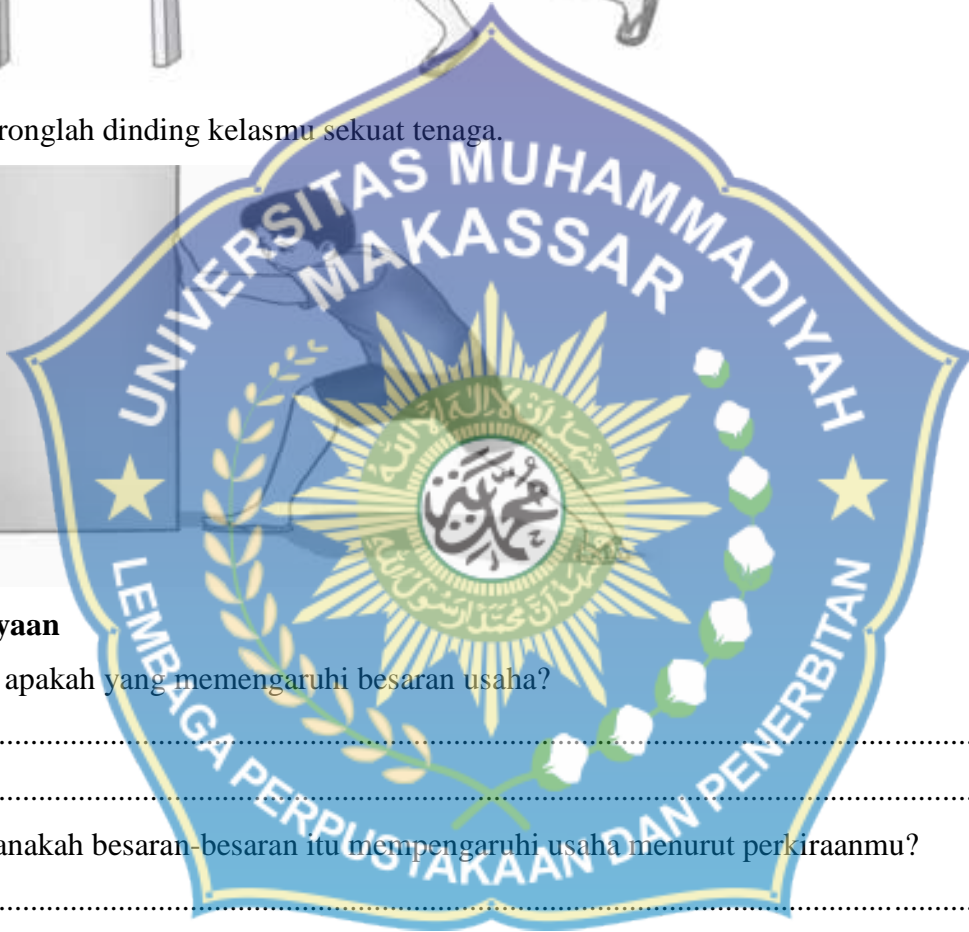 ronglah dinding kelasmu sekuat tenaga.
UNIVERSITAS MUHAMMADIYAH
MAKASSAR
LEMBAGA PERPUSTAKAAN DAN PENERBITAN
yaan
apakah yang memengaruhi besaran usaha?
................................................................................
................................................................................
anakah besaran-besaran itu mempengaruhi usaha menurut perkiraanmu?
................................................................................